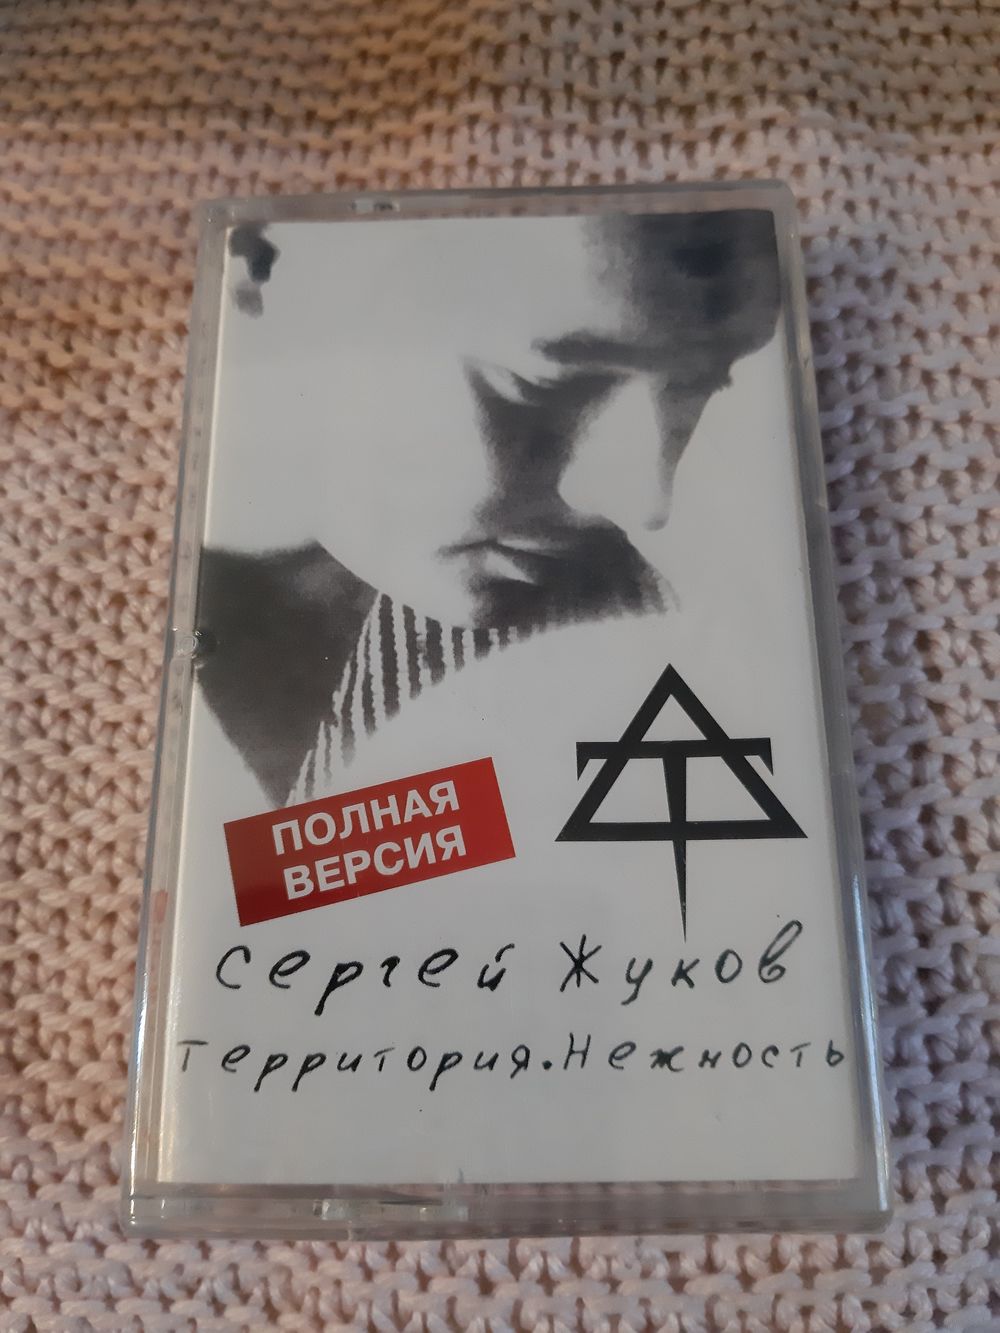 ПОЛНАЯ
ВЕРСИЯ
Сергей Жуков
Территория.Нежность